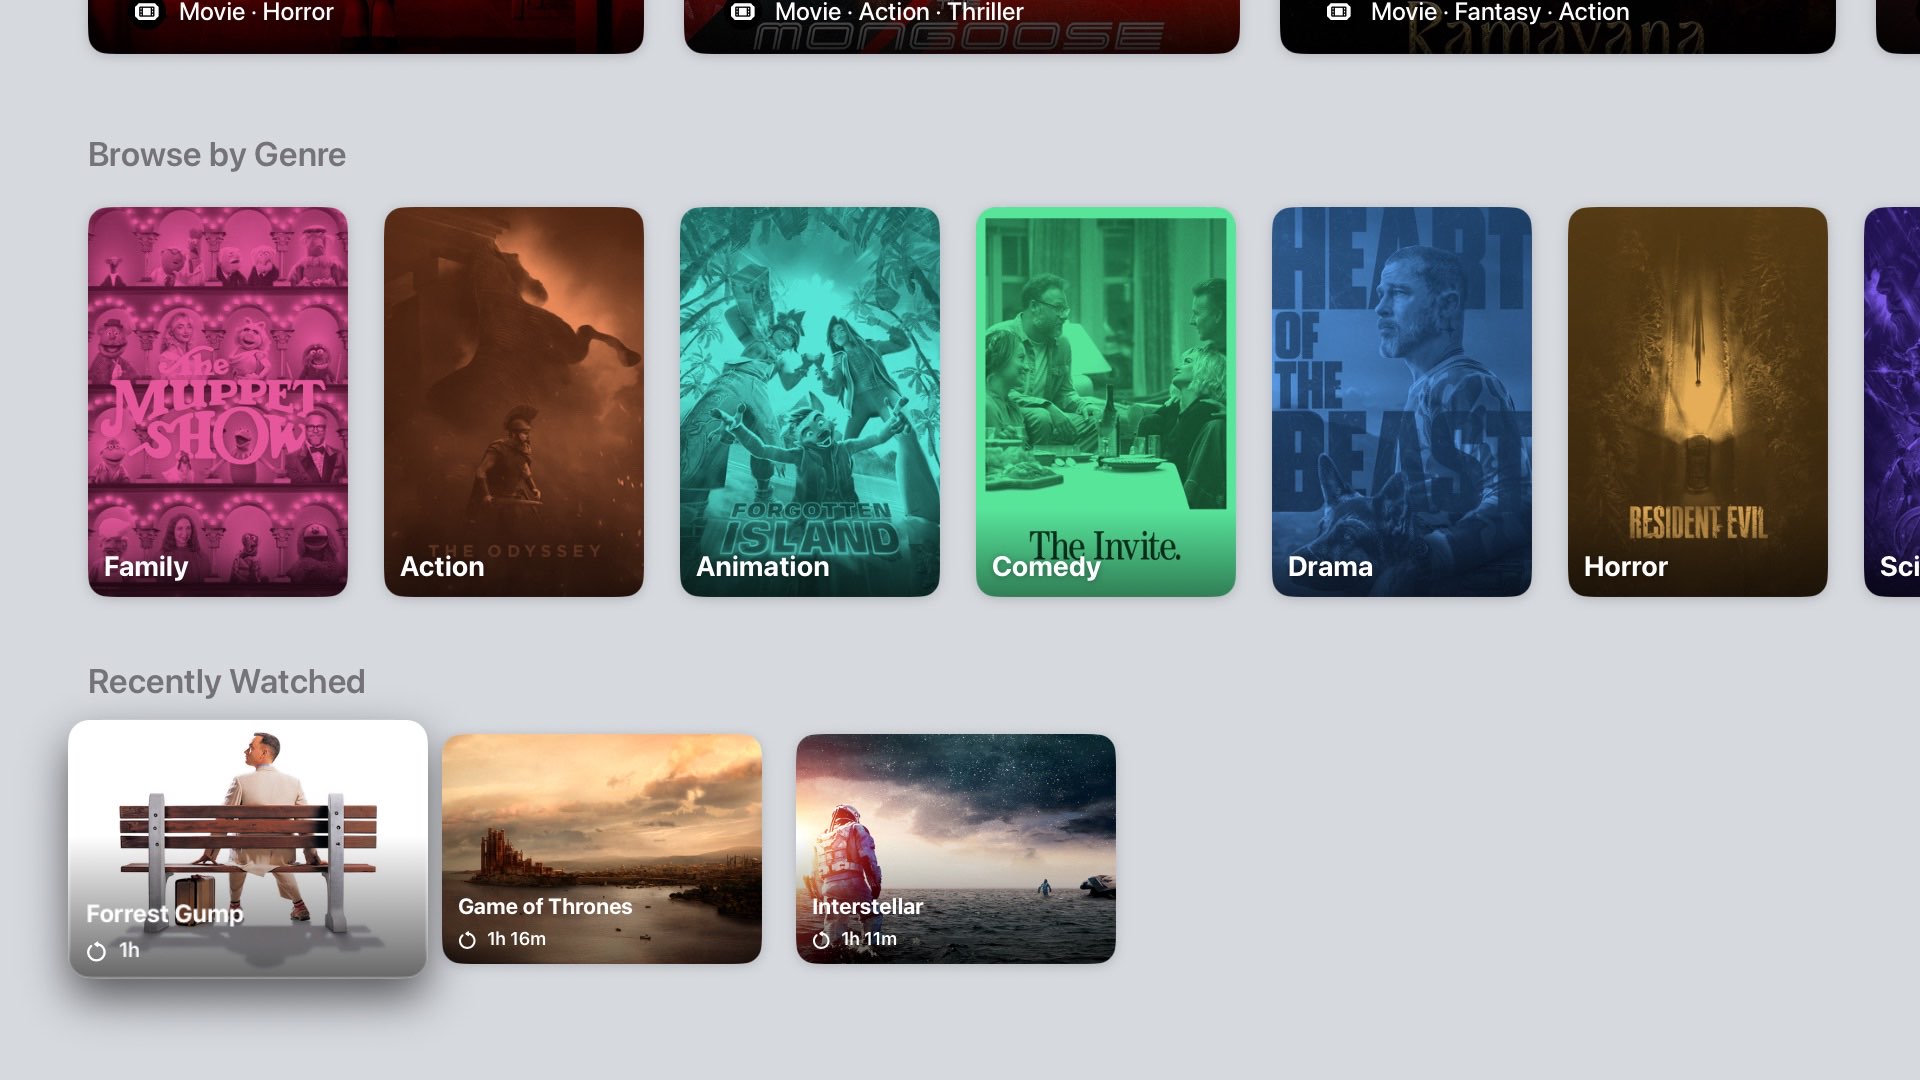 Movie · Horror
Movie · Action · Thriller
Movie · Fantasy · Action
MONGOOSE
Ramayana
Browse by Genre
The
MUPPET
SHOW
Family
THE ODYSSEY
Action
FORGOTTEN
ISLAND
Animation
The Invite.
Comedy
HEART
OF
THE
BEAST
Drama
RESIDENT EVIL
Horror
Sci
Recently Watched
Forrest Gump
1h
Game of Thrones
1h 16m
Interstellar
1h 11m